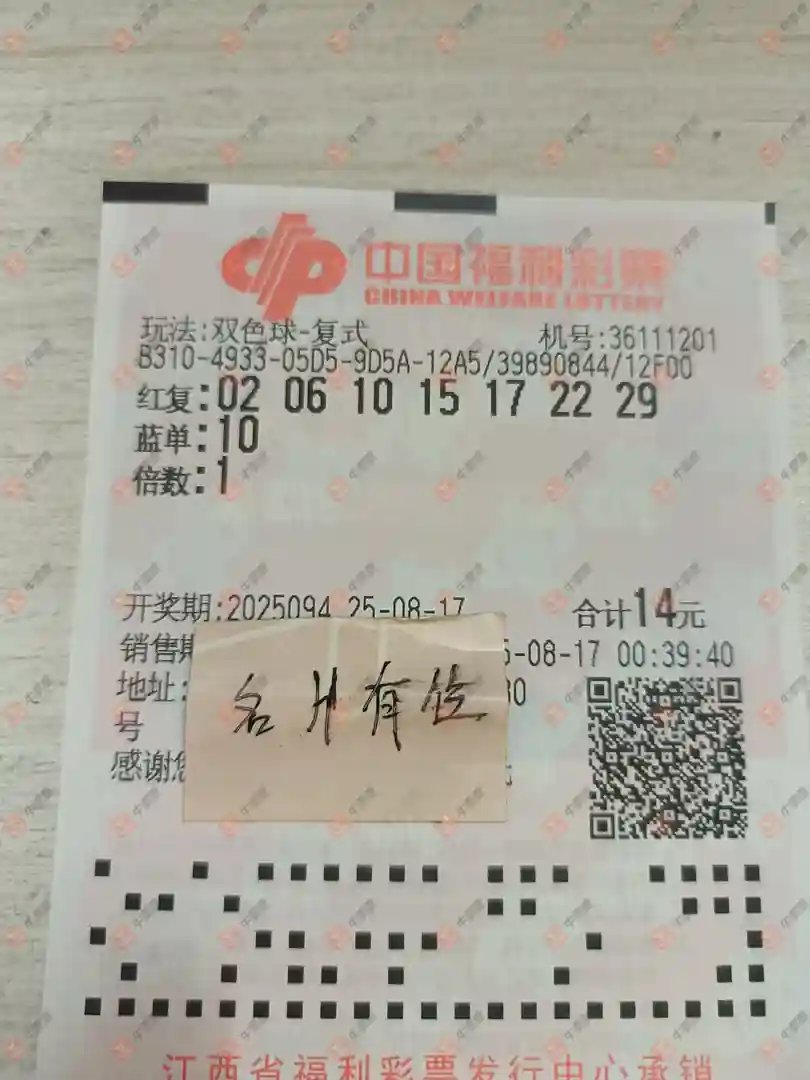 中国福利彩票
CHINA WELFARE LOTTERY
玩法:双色球-复式 机号:36111201
B310-4933-05D5-9D5A-12A5/39890844/12F00
红复:02 06 10 15 17 22 29
蓝单:10
倍数:1
开奖期:2025094 25-08-17 合计14元
销售期 5-08-17 00:39:40
地址:
号
感谢您
名片有位
江西省福利彩票发行中心承销